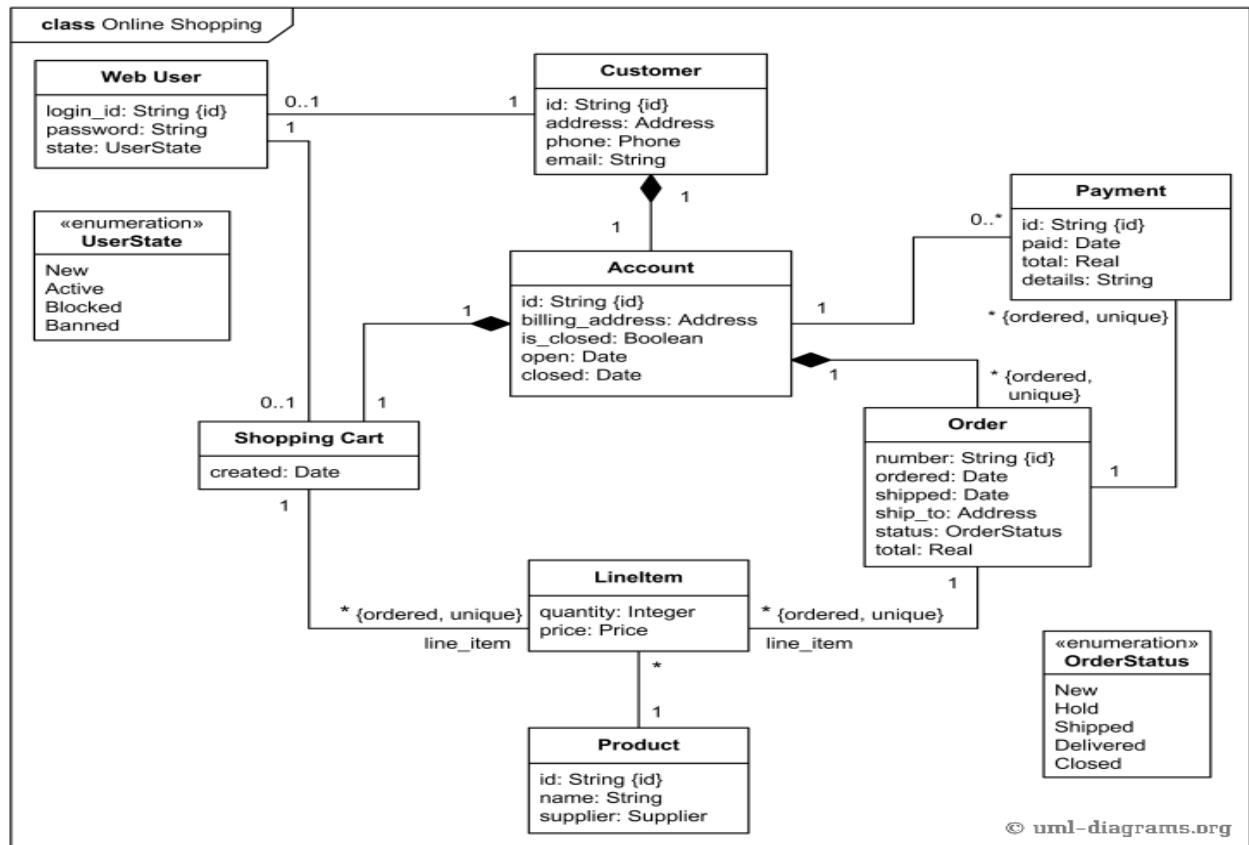 class Online Shopping
Web User
login_id: String {id}
password: String
state: UserState
0..1
1
1
Customer
id: String {id}
address: Address
phone: Phone
email: String
1
1
«enumeration»
UserState
New
Active
Blocked
Banned
Payment
id: String {id}
paid: Date
total: Real
details: String
0..*
1
* {ordered, unique}
Account
id: String {id}
billing_address: Address
is_closed: Boolean
open: Date
closed: Date
1
1
1
* {ordered,
unique}
0..1
Shopping Cart
created: Date
1
Order
number: String {id}
ordered: Date
shipped: Date
ship_to: Address
status: OrderStatus
total: Real
1
1
LineItem
quantity: Integer
price: Price
* {ordered, unique}
line_item
* {ordered, unique}
line_item
*
1
Product
id: String {id}
name: String
supplier: Supplier
«enumeration»
OrderStatus
New
Hold
Shipped
Delivered
Closed
© uml-diagrams.org